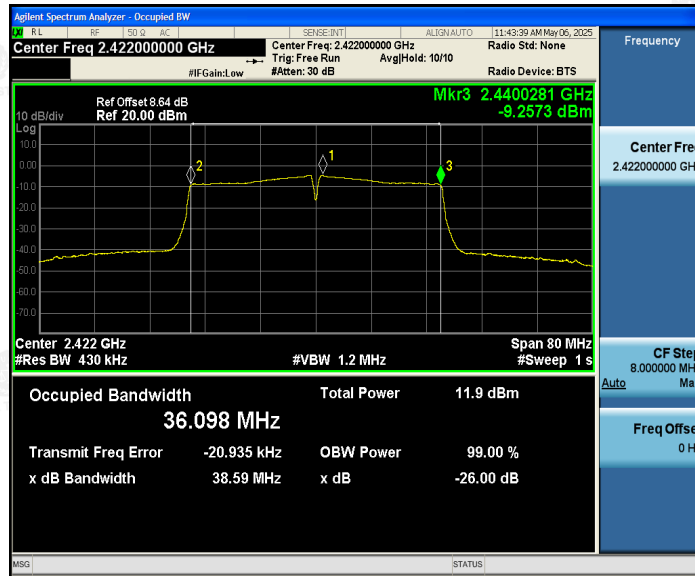 Agilent Spectrum Analyzer - Occupied BW
RL RF 50 Ω AC SENSE:INT ALIGNAUTO 11:43:39 AM May 06, 2025
Center Freq 2.422000000 GHz
Center Freq: 2.422000000 GHz Radio Std: None
Trig: Free Run Avg|Hold: 10/10
#IFGain:Low #Atten: 30 dB Radio Device: BTS
Frequency
Mkr3 2.4400281 GHz
-9.2573 dBm
Ref Offset 8.64 dB
10 dB/div Ref 20.00 dBm
Log
10.0
0.00
-10.0
-20.0
-30.0
-40.0
-50.0
-60.0
-70.0
2
1
3
Center 2.422 GHz Span 80 MHz
#Res BW 430 kHz #VBW 1.2 MHz #Sweep 1 s
Occupied Bandwidth Total Power 11.9 dBm
36.098 MHz
Transmit Freq Error -20.935 kHz OBW Power 99.00 %
x dB Bandwidth 38.59 MHz x dB -26.00 dB
Center Fre
2.422000000 GH
CF Step
8.000000 MH
Auto Ma
Freq Offse
0 H
MSG STATUS